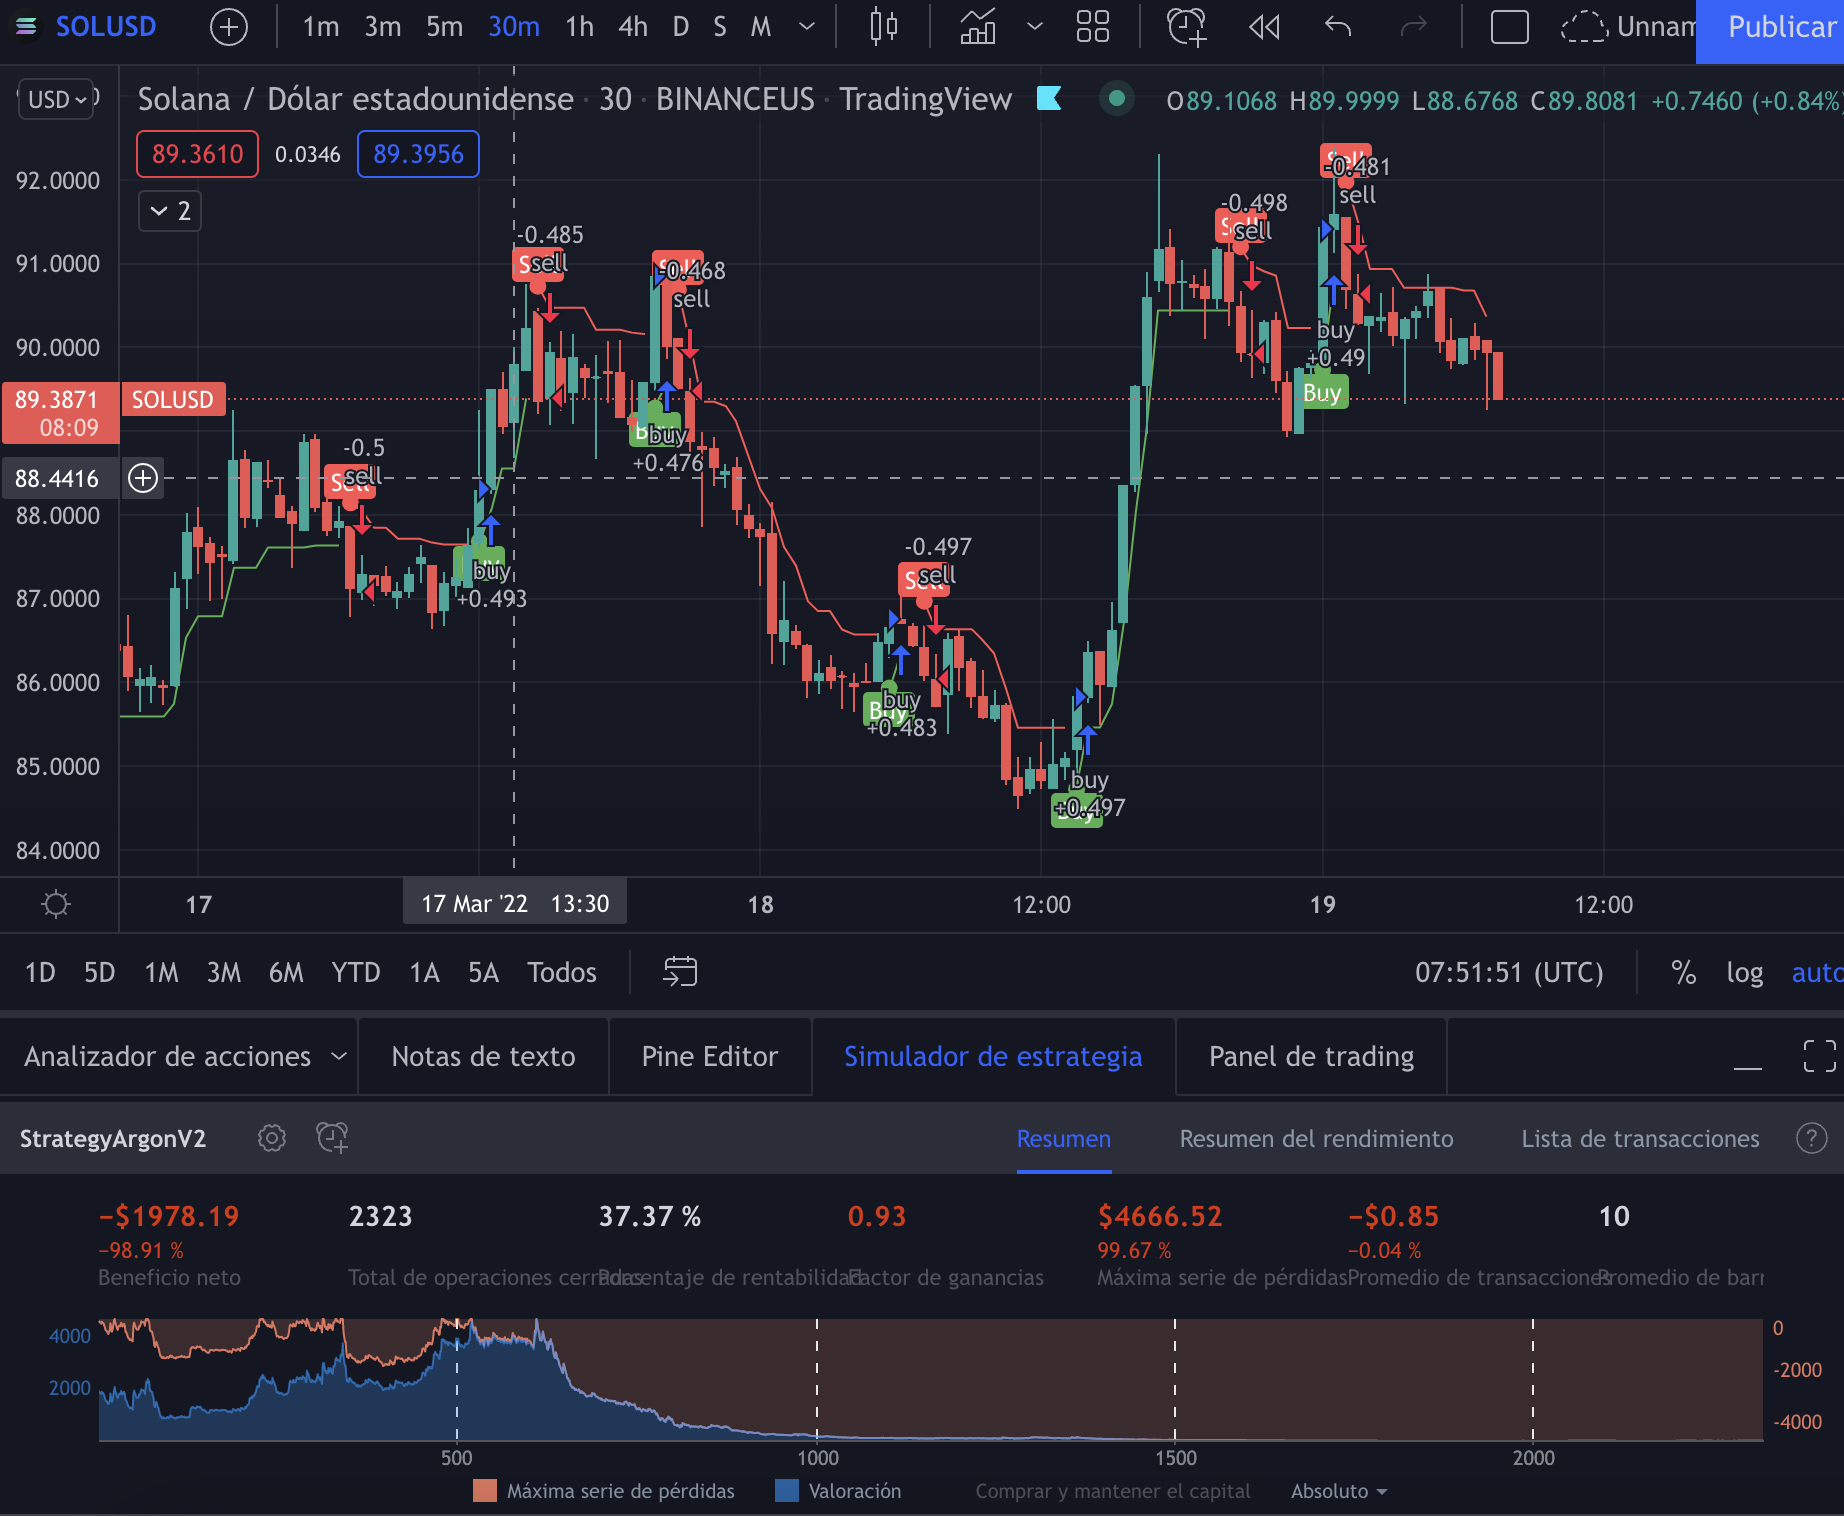 SOLUSD 1m 3m 5m 30m 1h 4h D S M Unnam Publicar
USD Solana / Dólar estadounidense · 30 · BINANCEUS · TradingView O89.1068 H89.9999 L88.6768 C89.8081 +0.7460 (+0.84%)
89.3610 0.0346 89.3956
2
92.0000
91.0000
90.0000
89.3871 SOLUSD
08:09
88.4416
88.0000
87.0000
86.0000
85.0000
84.0000
-0.5
Sell sell
buy
+0.493
-0.485
Sell sell
Sell -0.468
sell
Buy buy
+0.476
-0.497
Sell sell
Buy buy
+0.483
buy
Buy +0.497
-0.498
Sell sell
Sell -0.481
sell
buy
+0.49
Buy
17 17 Mar '22 13:30 18 12:00 19 12:00
1D 5D 1M 3M 6M YTD 1A 5A Todos 07:51:51 (UTC) % log auto
Analizador de acciones Notas de texto Pine Editor Simulador de estrategia Panel de trading
StrategyArgonV2 Resumen Resumen del rendimiento Lista de transacciones ?
−$1978.19 2323 37.37 % 0.93 $4666.52 −$0.85 10
−98.91 % 99.67 % −0.04 %
Beneficio neto Total de operaciones cerradas Porcentaje de rentabilidad Factor de ganancias Máxima serie de pérdidas Promedio de transacciones Promedio de barr
4000 0
-2000
2000
-4000
500 1000 1500 2000
Máxima serie de pérdidas Valoración Comprar y mantener el capital Absoluto